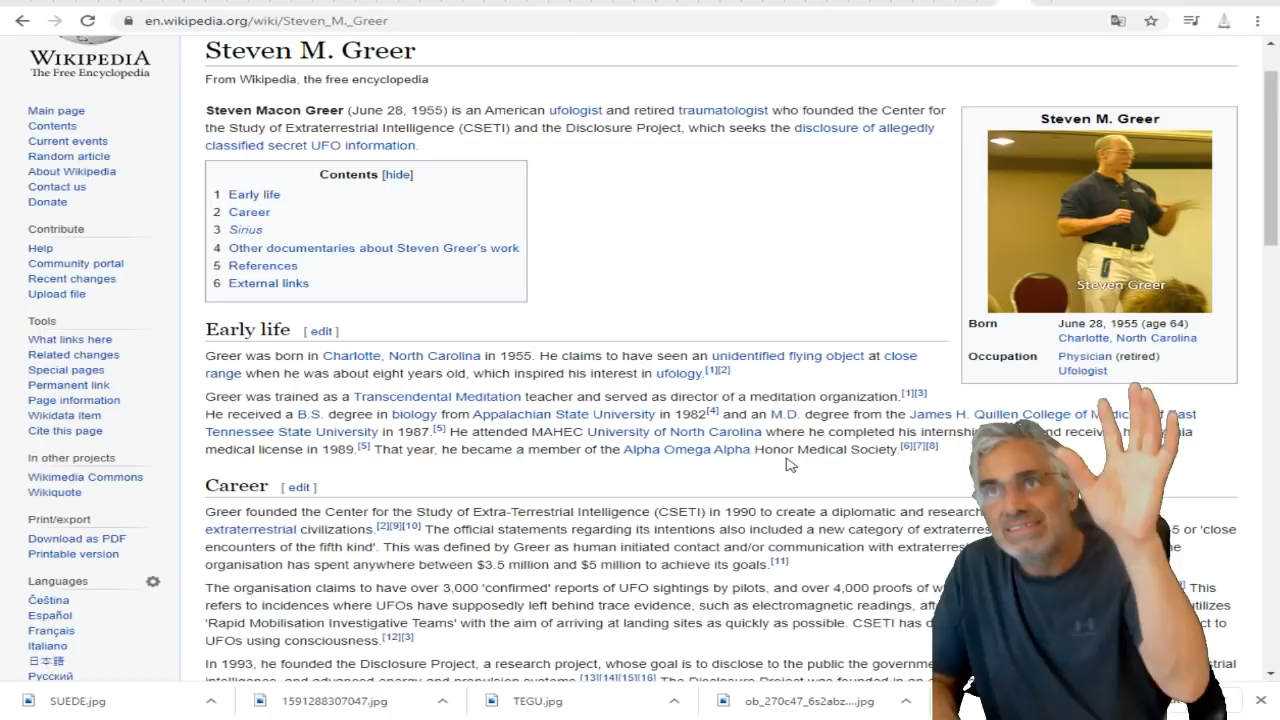 en.wikipedia.org/wiki/Steven_M._Greer
WIKIPEDIA
The Free Encyclopedia
Main page
Contents
Current events
Random article
About Wikipedia
Contact us
Donate
Contribute
Help
Community portal
Recent changes
Upload file
Tools
What links here
Related changes
Special pages
Permanent link
Page information
Wikidata item
Cite this page
In other projects
Wikimedia Commons
Wikiquote
Print/export
Download as PDF
Printable version
Languages
Čeština
Español
Français
Italiano
日本語
Русский
Steven M. Greer
From Wikipedia, the free encyclopedia
Steven Macon Greer (June 28, 1955) is an American ufologist and retired traumatologist who founded the Center for
the Study of Extraterrestrial Intelligence (CSETI) and the Disclosure Project, which seeks the disclosure of allegedly
classified secret UFO information.
Contents [hide]
1 Early life
2 Career
3 Sirius
4 Other documentaries about Steven Greer's work
5 References
6 External links
Steven M. Greer
Steven Greer
Born June 28, 1955 (age 64)
Charlotte, North Carolina
Occupation Physician (retired)
Ufologist
Early life [ edit ]
Greer was born in Charlotte, North Carolina in 1955. He claims to have seen an unidentified flying object at close
range when he was about eight years old, which inspired his interest in ufology.[1][2]
Greer was trained as a Transcendental Meditation teacher and served as director of a meditation organization.[1][3]
He received a B.S. degree in biology from Appalachian State University in 1982[4] and an M.D. degree from the James H. Quillen College of East
Tennessee State University in 1987.[5] He attended MAHEC University of North Carolina where he completed his internship
medical license in 1989.[5] That year, he became a member of the Alpha Omega Alpha Honor Medical Society.[6][7][8]
Career [ edit ]
Greer founded the Center for the Study of Extra-Terrestrial Intelligence (CSETI) in 1990 to create a diplomatic and
extraterrestrial civilizations.[2][9][10] The official statements regarding its intentions also included a new category of or 'close
encounters of the fifth kind'. This was defined by Greer as human initiated contact and/or communication with
organisation has spent anywhere between $3.5 million and $5 million to achieve its goals.[11]
The organisation claims to have over 3,000 'confirmed' reports of UFO sightings by pilots, and over 4,000 proofs of This
refers to incidences where UFOs have supposedly left behind trace evidence, such as electromagnetic readings, utilizes
'Rapid Mobilisation Investigative Teams' with the aim of arriving at landing sites as quickly as possible. CSETI has to
UFOs using consciousness.[12][3]
In 1993, he founded the Disclosure Project, a research project, whose goal is to disclose to the public the
SUEDE.jpg
1591288307047.jpg
TEGU.jpg
ob_270c47_6s2abz....jpg